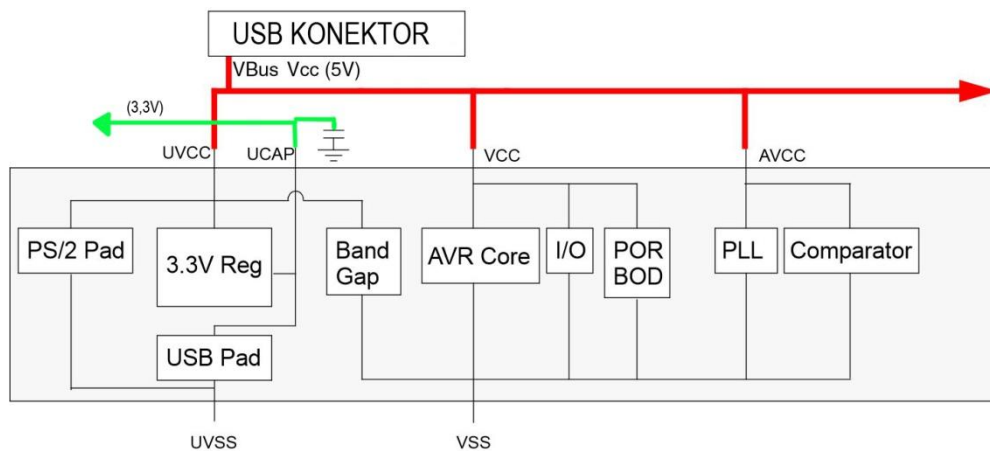 USB KONEKTOR
VBus Vcc (5V)
(3,3V)
UVCC
UCAP
VCC
AVCC
PS/2 Pad
3.3V Reg
Band
Gap
AVR Core
I/O
POR
BOD
PLL
Comparator
USB Pad
UVSS
VSS